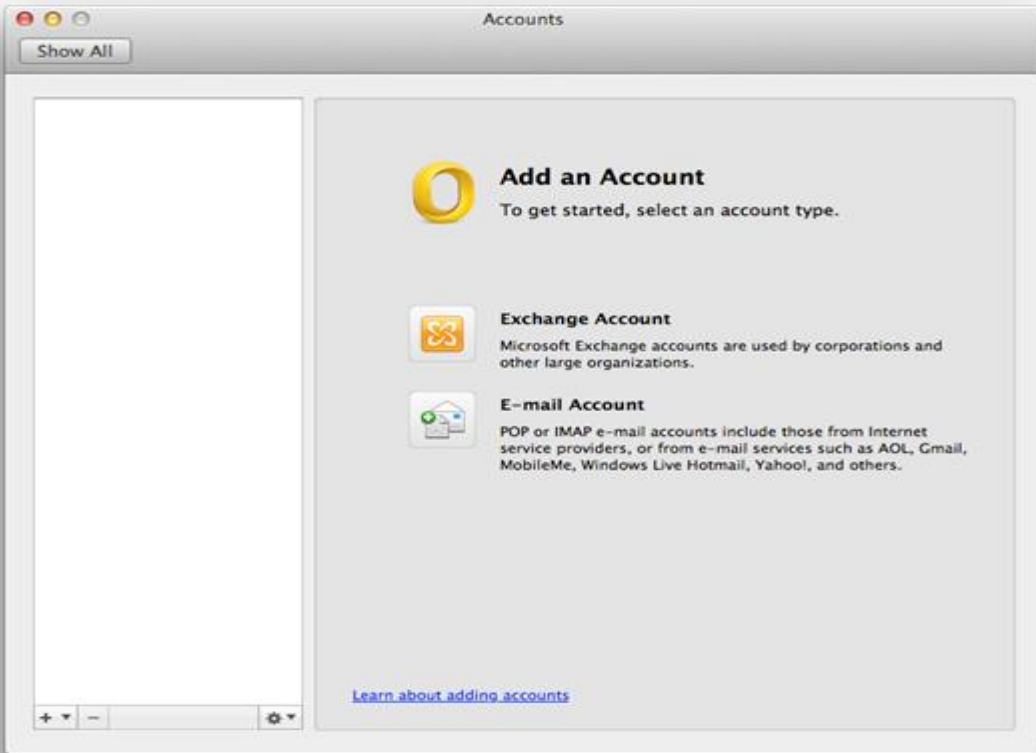 Accounts
Show All
Add an Account
To get started, select an account type.
Exchange Account
Microsoft Exchange accounts are used by corporations and
other large organizations.
E-mail Account
POP or IMAP e-mail accounts include those from Internet
service providers, or from e-mail services such as AOL, Gmail,
MobileMe, Windows Live Hotmail, Yahoo!, and others.
Learn about adding accounts